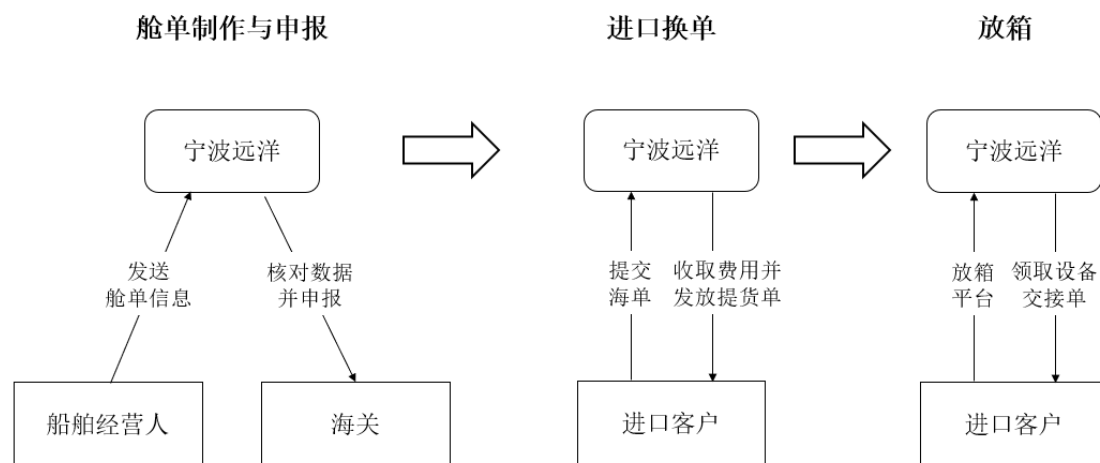 舱单制作与申报
进口换单
放箱
宁波远洋
宁波远洋
宁波远洋
发送
舱单信息
核对数据
并申报
提交
海单
收取费用并
发放提货单
放箱
平台
领取设备
交接单
船舶经营人
海关
进口客户
进口客户